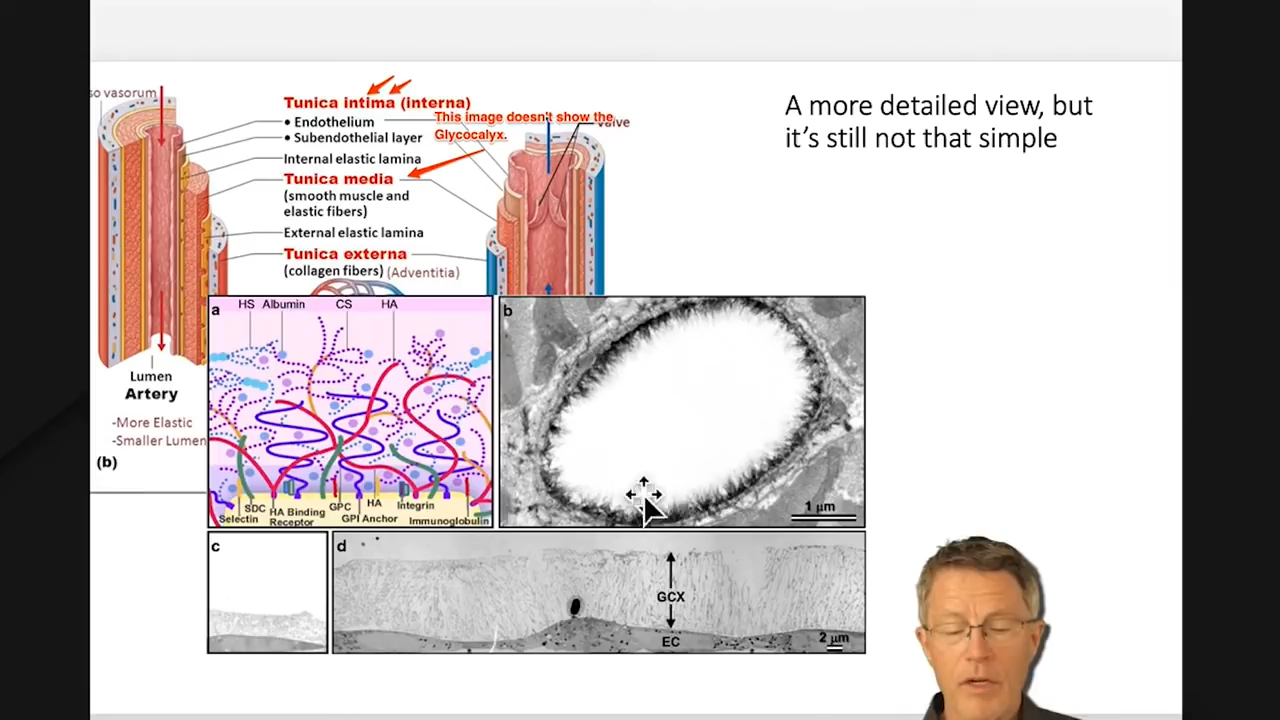 so vasorum
Tunica intima (interna)
• Endothelium
• Subendothelial layer
This image doesn't show the
Glycocalyx.
Valve
Internal elastic lamina
Tunica media
(smooth muscle and
elastic fibers)
External elastic lamina
Tunica externa
(collagen fibers) (Adventitia)
Lumen
Artery
-More Elastic
-Smaller Lumen
(b)
A more detailed view, but
it's still not that simple
a
HS Albumin CS HA
SDC
Selectin
HA Binding
Receptor
GPC
GPI Anchor
HA
Integrin
Immunoglobulin
b
1 μm
c
d
GCX
EC
2 μm